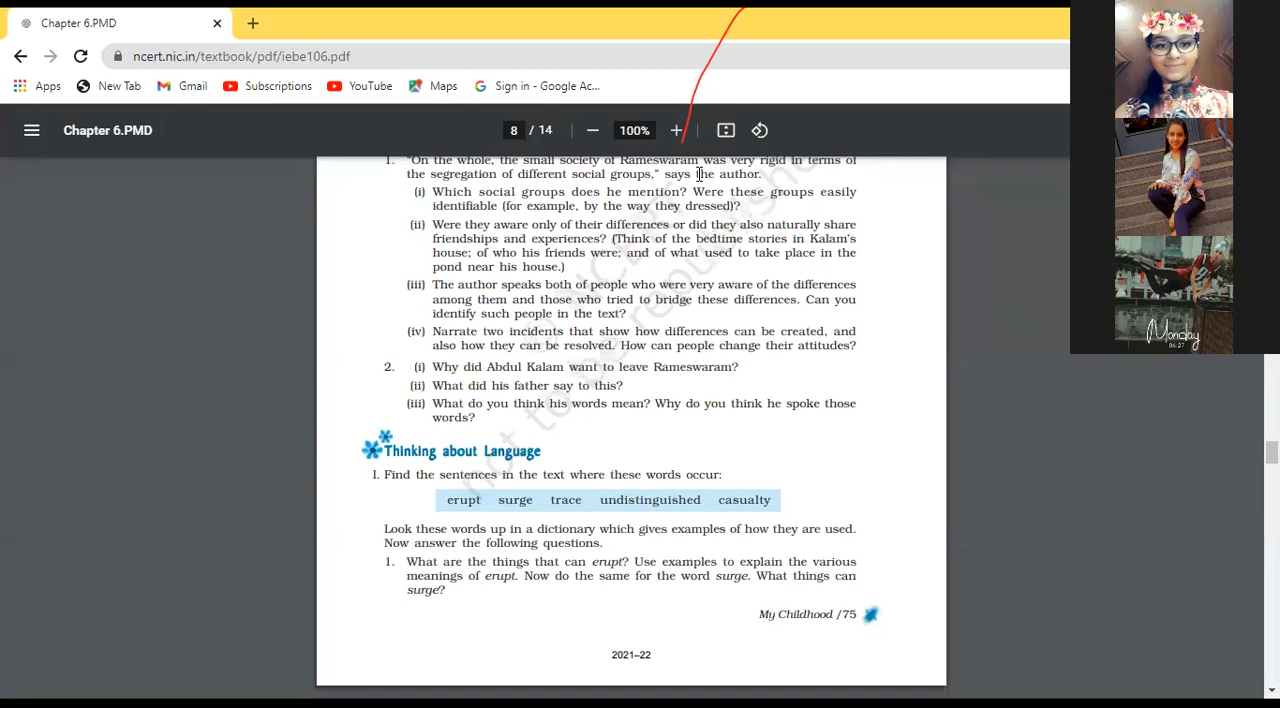 Chapter 6.PMD
ncert.nic.in/textbook/pdf/iebe106.pdf
Apps New Tab Gmail Subscriptions YouTube Maps Sign in - Google Ac...
Chapter 6.PMD 8 / 14 100%
1. "On the whole, the small society of Rameswaram was very rigid in terms of
the segregation of different social groups," says the author.
(i) Which social groups does he mention? Were these groups easily
identifiable (for example, by the way they dressed)?
(ii) Were they aware only of their differences or did they also naturally share
friendships and experiences? (Think of the bedtime stories in Kalam's
house; of who his friends were; and of what used to take place in the
pond near his house.)
(iii) The author speaks both of people who were very aware of the differences
among them and those who tried to bridge these differences. Can you
identify such people in the text?
(iv) Narrate two incidents that show how differences can be created, and
also how they can be resolved. How can people change their attitudes?
2. (i) Why did Abdul Kalam want to leave Rameswaram?
(ii) What did his father say to this?
(iii) What do you think his words mean? Why do you think he spoke those
words?
Thinking about Language
I. Find the sentences in the text where these words occur:
erupt surge trace undistinguished casualty
Look these words up in a dictionary which gives examples of how they are used.
Now answer the following questions.
1. What are the things that can erupt? Use examples to explain the various
meanings of erupt. Now do the same for the word surge. What things can
surge?
My Childhood /75
2021–22
© NCERT
not to be republished
Monday
06:27